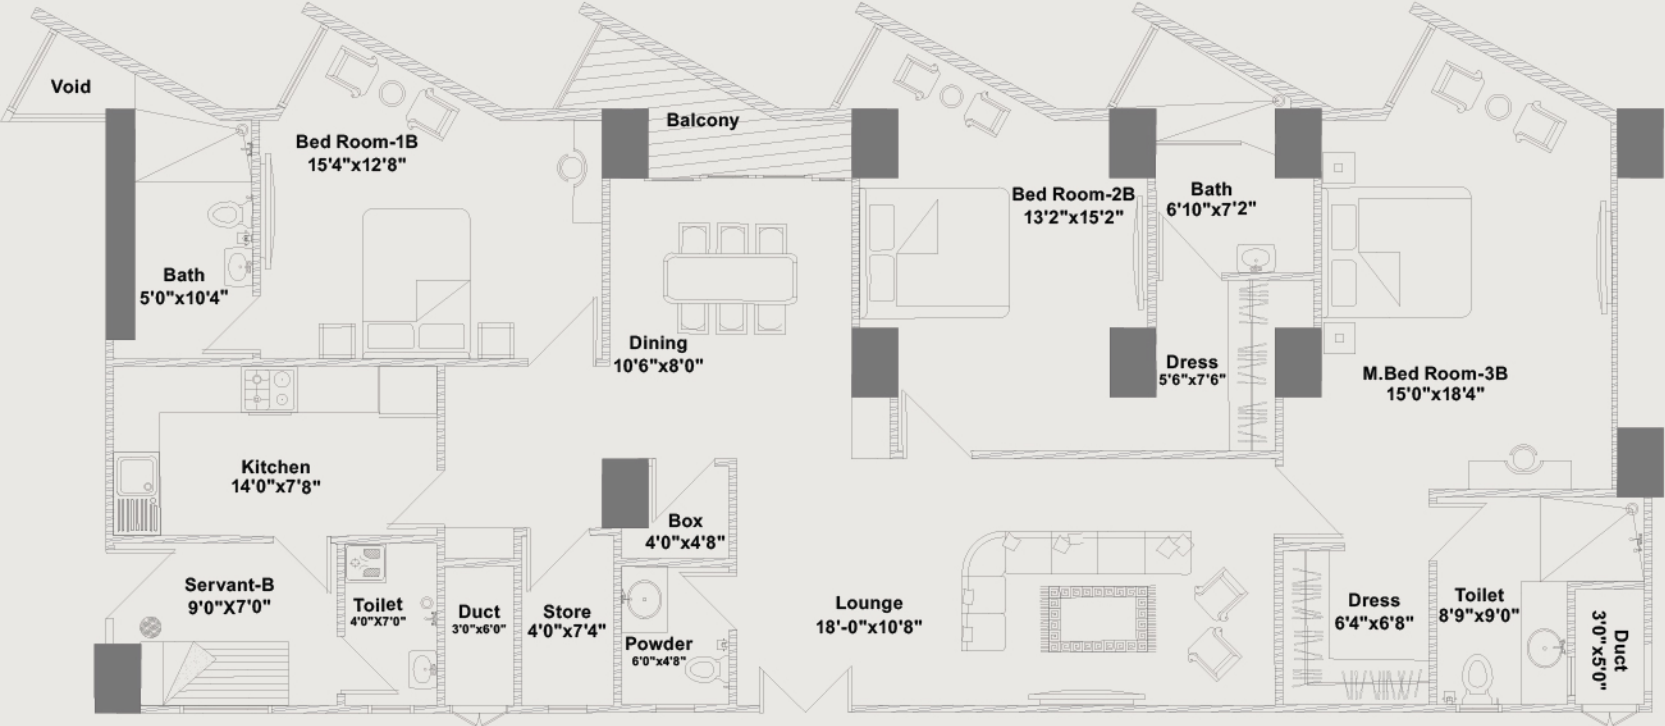 Void
Bed Room-1B
15'4"x12'8"
Balcony
Bed Room-2B
13'2"x15'2"
Bath
6'10"x7'2"
Bath
5'0"x10'4"
Dining
10'6"x8'0"
Dress
5'6"x7'6"
M.Bed Room-3B
15'0"x18'4"
Kitchen
14'0"x7'8"
Box
4'0"x4'8"
Servant-B
9'0"X7'0"
Toilet
4'0"X7'0"
Duct
3'0"x6'0"
Store
4'0"x7'4"
Powder
6'0"x4'8"
Lounge
18'-0"x10'8"
Dress
6'4"x6'8"
Toilet
8'9"x9'0"
Duct
3'0"x5'0"